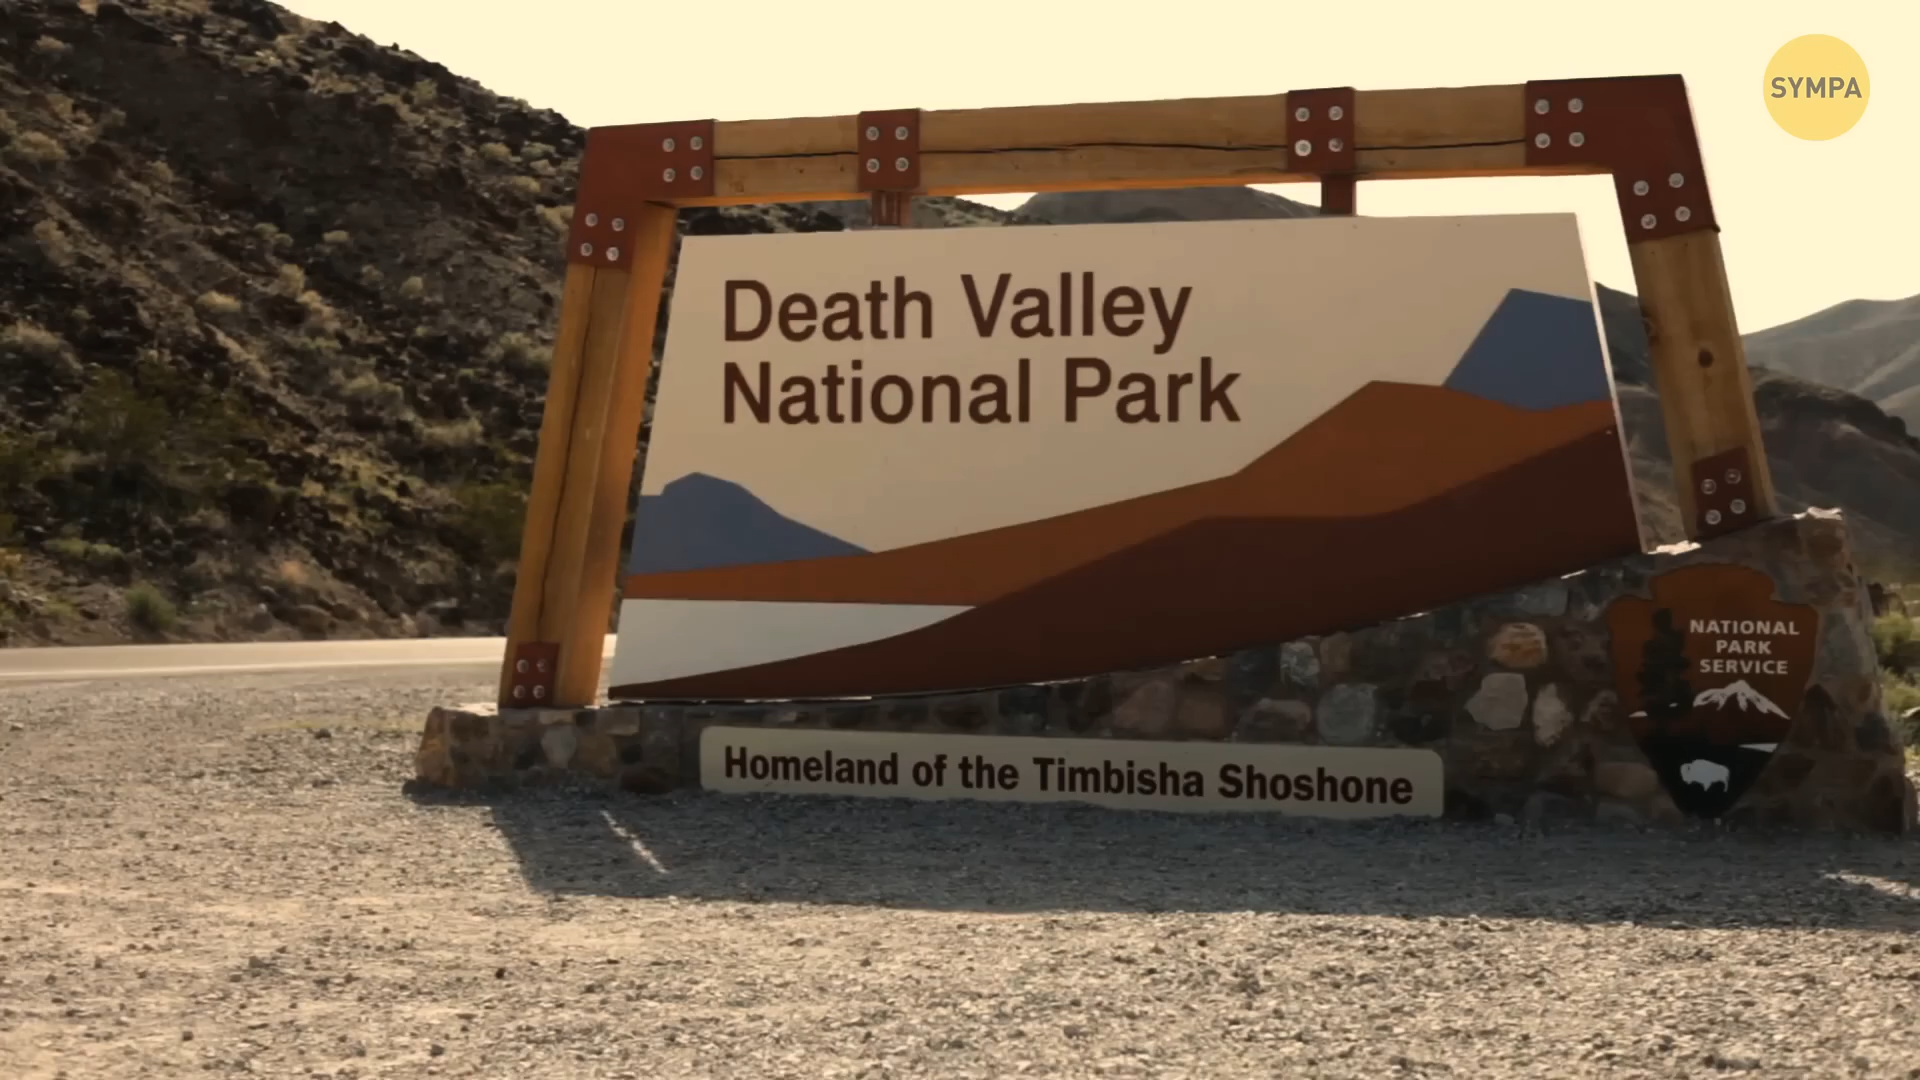 SYMPA
Death Valley
National Park
NATIONAL
PARK
SERVICE
Homeland of the Timbisha Shoshone